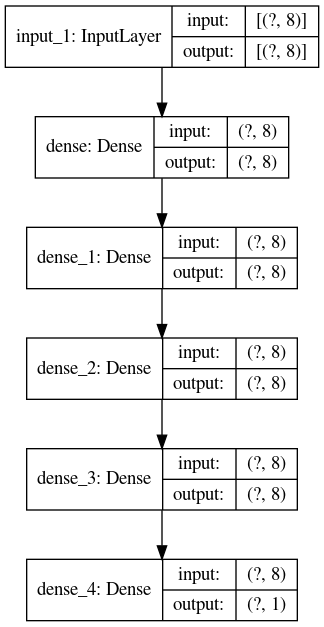 input_1: InputLayer
input: [(?, 8)]
output: [(?, 8)]
dense: Dense
input: (?, 8)
output: (?, 8)
dense_1: Dense
input: (?, 8)
output: (?, 8)
dense_2: Dense
input: (?, 8)
output: (?, 8)
dense_3: Dense
input: (?, 8)
output: (?, 8)
dense_4: Dense
input: (?, 8)
output: (?, 1)